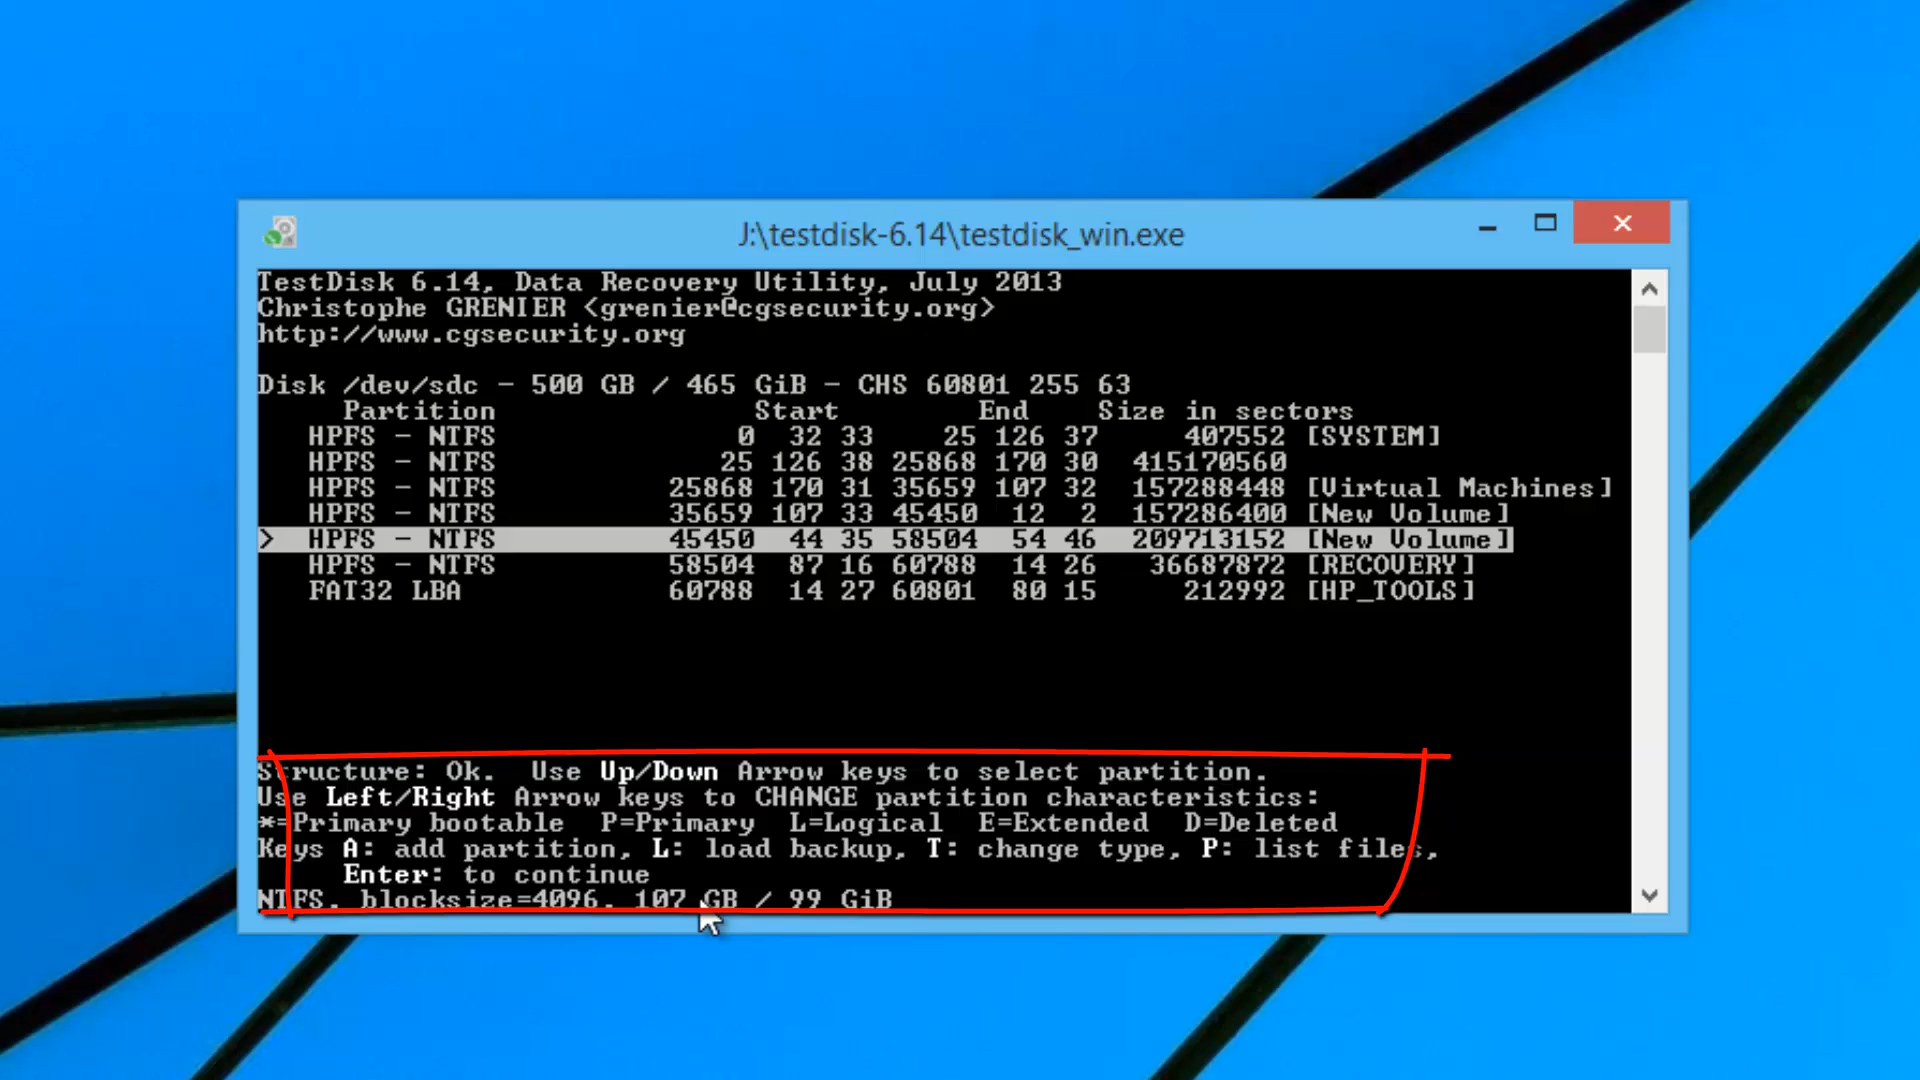 J:\testdisk-6.14\testdisk_win.exe
TestDisk 6.14, Data Recovery Utility, July 2013
Christophe GRENIER <grenier@cgsecurity.org>
http://www.cgsecurity.org
Disk /dev/sdc - 500 GB / 465 GiB - CHS 60801 255 63
Partition Start End Size in sectors
HPFS - NTFS 0 32 33 25 126 37 407552 [SYSTEM]
HPFS - NTFS 25 126 38 25868 170 30 415170560
HPFS - NTFS 25868 170 31 35659 107 32 157288448 [Virtual Machines]
HPFS - NTFS 35659 107 33 45450 12 2 157286400 [New Volume]
> HPFS - NTFS 45450 44 35 58504 54 46 209713152 [New Volume]
HPFS - NTFS 58504 87 16 60788 14 26 36687872 [RECOVERY]
FAT32 LBA 60788 14 27 60801 80 15 212992 [HP_TOOLS]
Structure: Ok. Use Up/Down Arrow keys to select partition.
Use Left/Right Arrow keys to CHANGE partition characteristics:
*=Primary bootable P=Primary L=Logical E=Extended D=Deleted
Keys A: add partition, L: load backup, T: change type, P: list files,
Enter: to continue
NTFS, blocksize=4096, 107 GB / 99 GiB